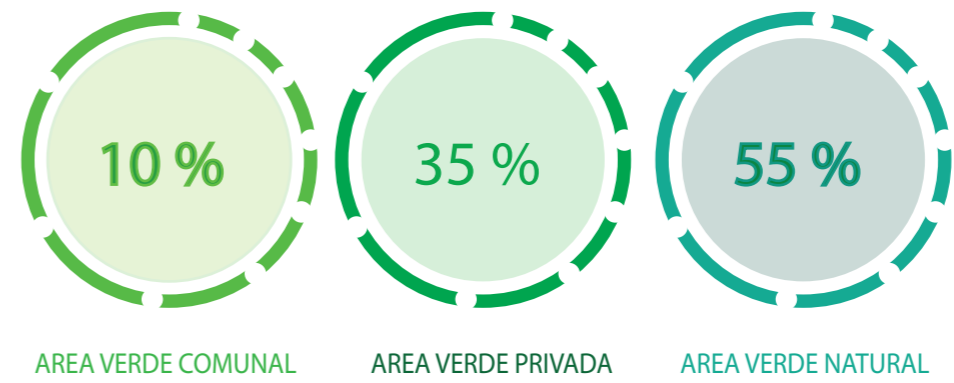 10 %
35 %
55 %
AREA VERDE COMUNAL
AREA VERDE PRIVADA
AREA VERDE NATURAL